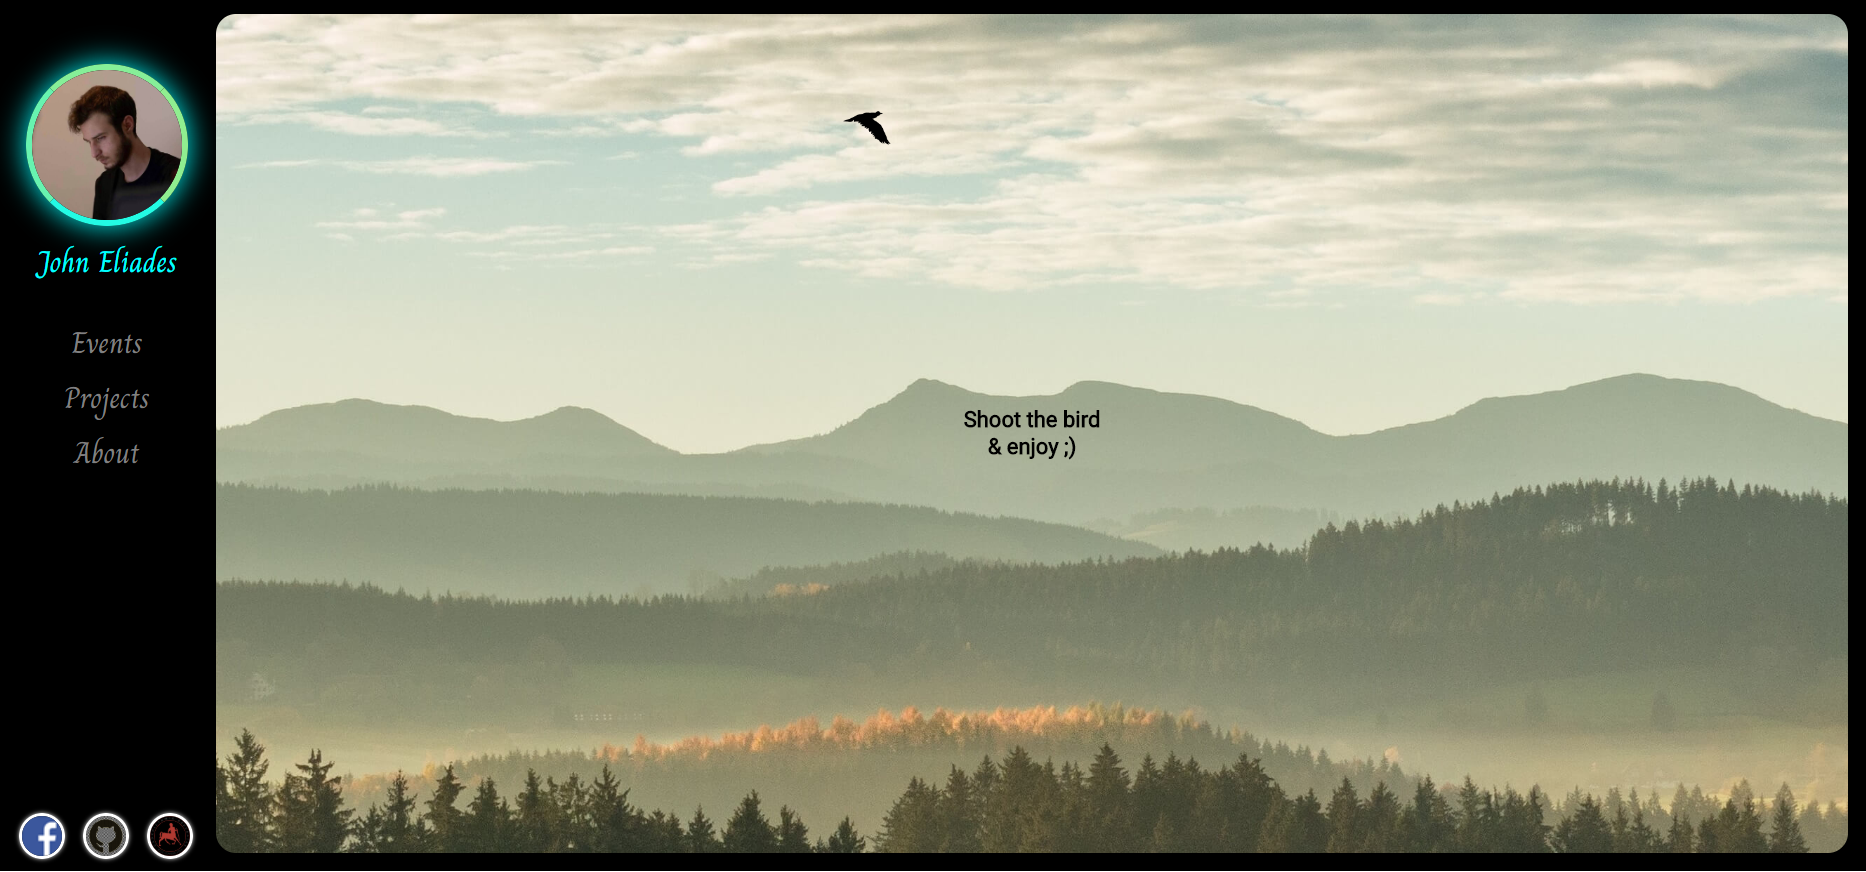 John Eliades
Events
Projects
About
Shoot the bird
& enjoy ;)